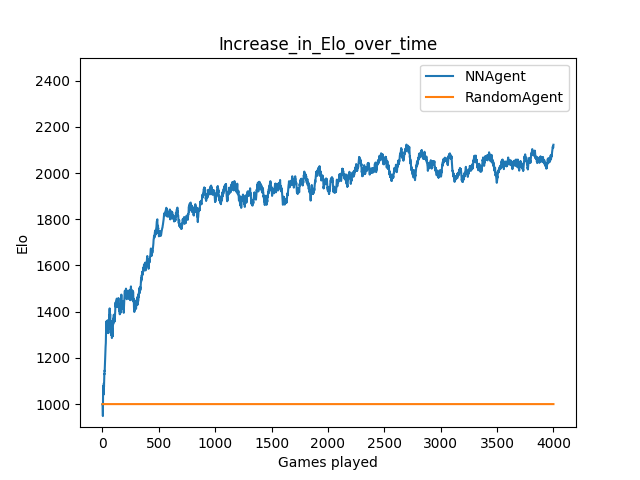 Increase_in_Elo_over_time
NNAgent
RandomAgent
2400
2200
2000
1800
1600
1400
1200
1000
Elo
0 500 1000 1500 2000 2500 3000 3500 4000
Games played